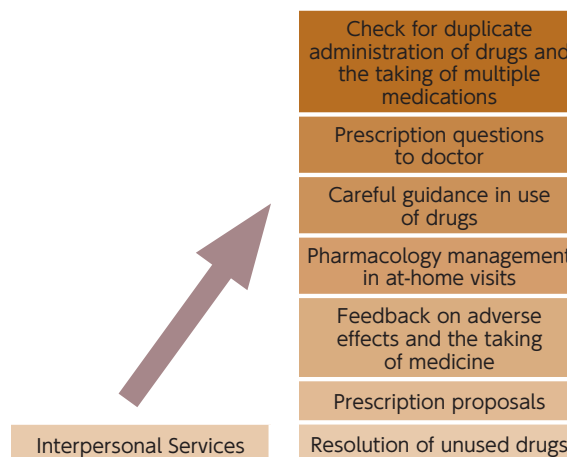 Check for duplicate
administration of drugs and
the taking of multiple
medications
Prescription questions
to doctor
Careful guidance in use
of drugs
Pharmacology management
in at-home visits
Feedback on adverse
effects and the taking
of medicine
Prescription proposals
Interpersonal Services
Resolution of unused drugs